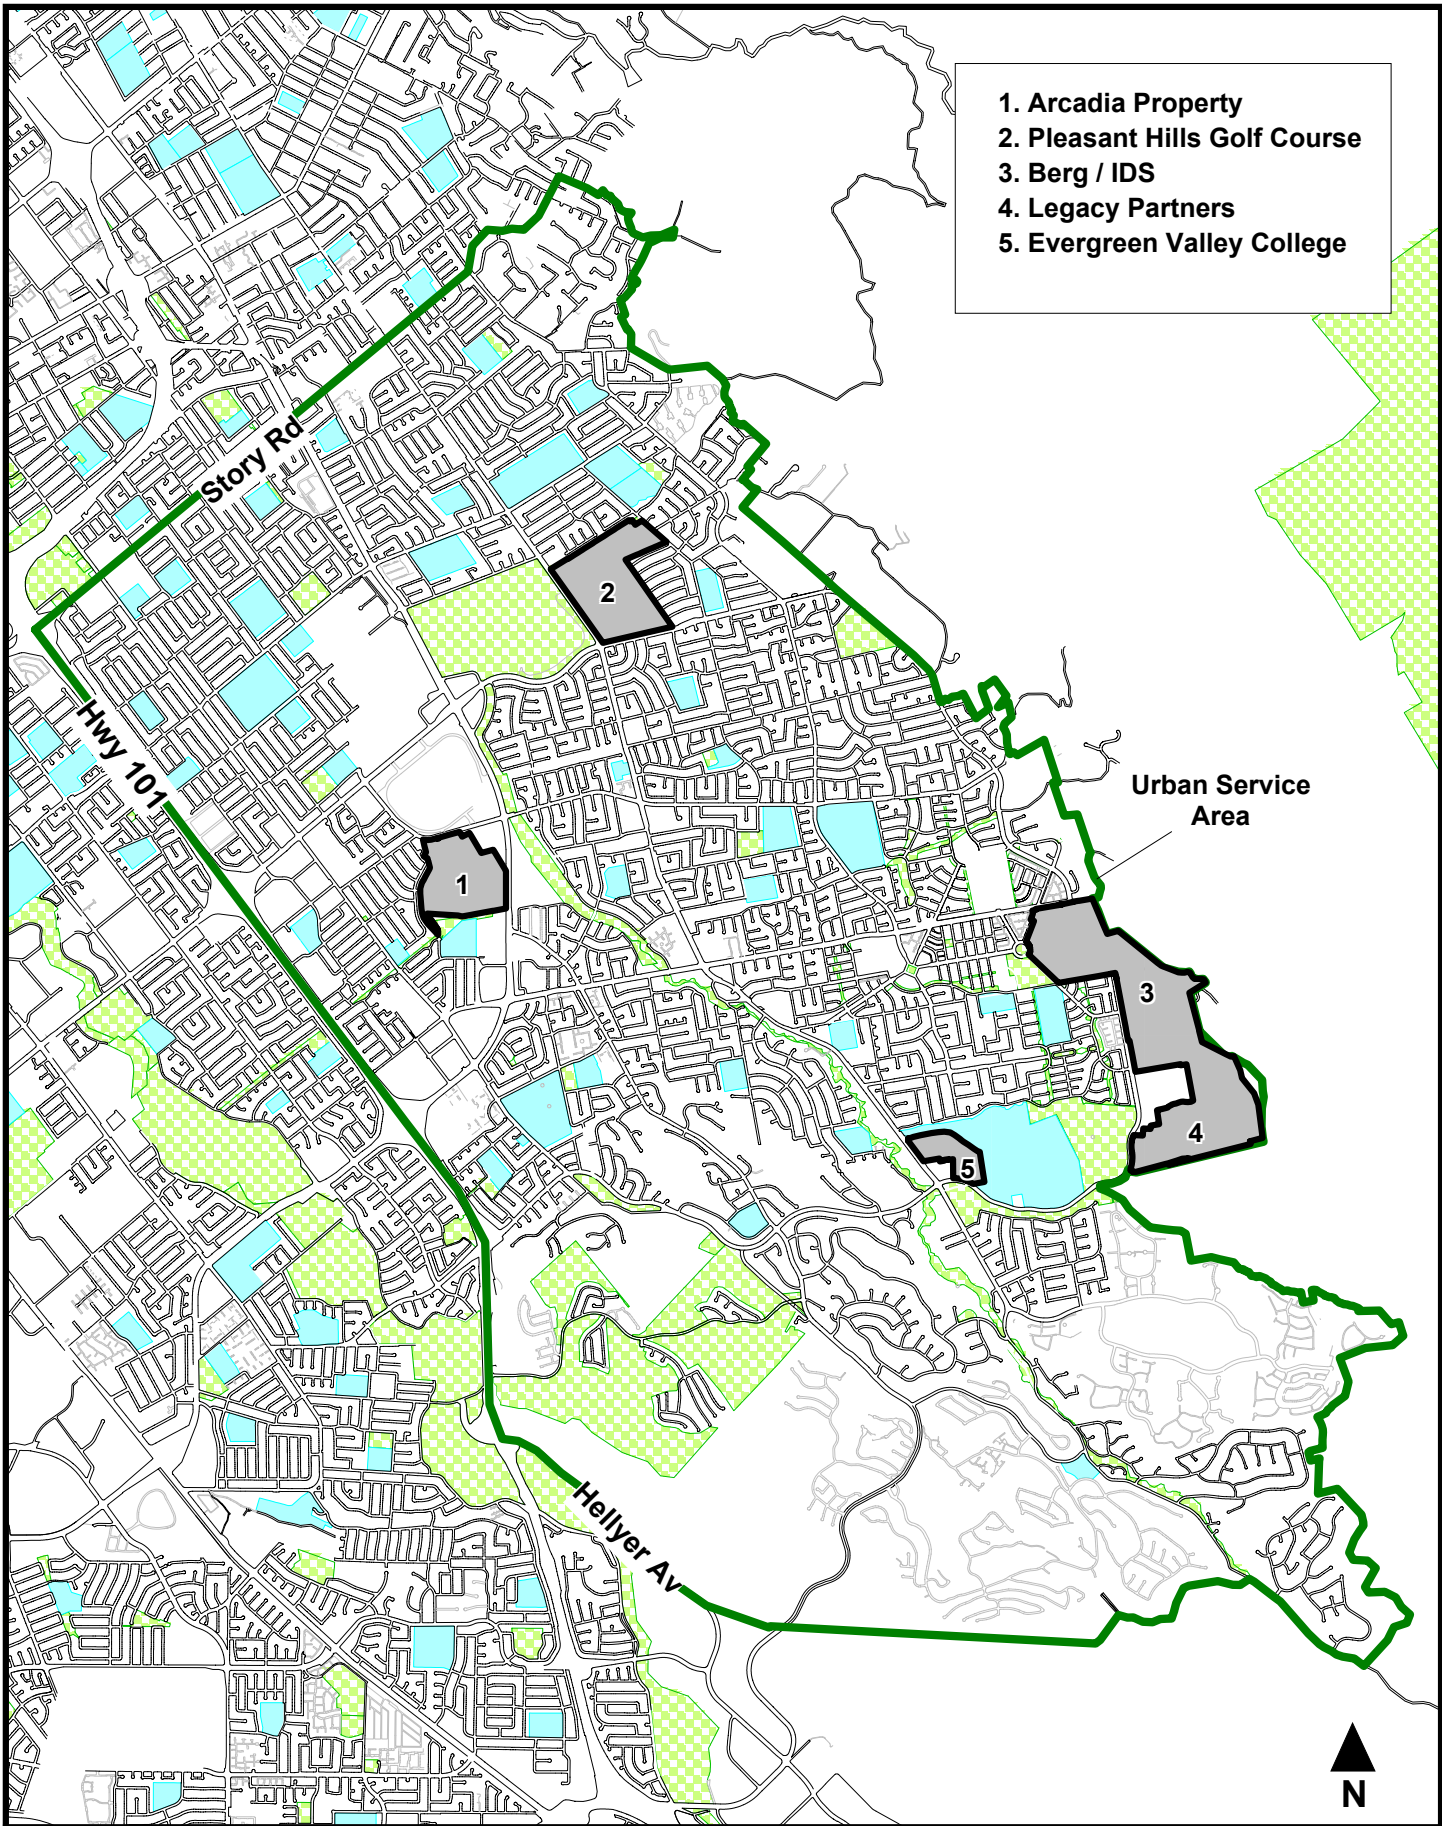 1. Arcadia Property
2. Pleasant Hills Golf Course
3. Berg / IDS
4. Legacy Partners
5. Evergreen Valley College
Story Rd
2
Hwy 101
Urban Service
Area
1
3
4
5
Hellyer Av
N